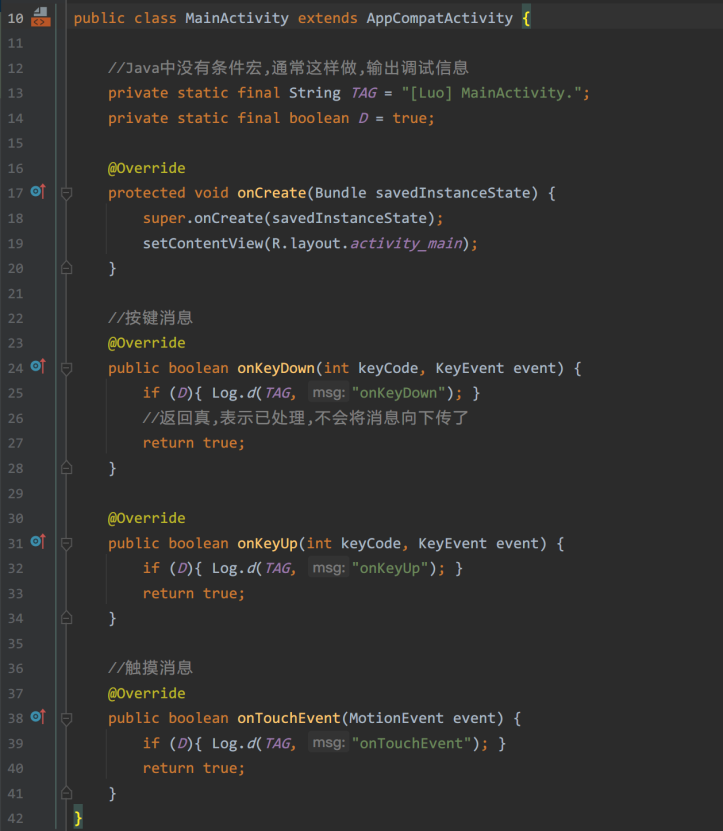 10 public class MainActivity extends AppCompatActivity {
11
12 //Java中没有条件宏,通常这样做,输出调试信息
13 private static final String TAG = "[Luo] MainActivity.";
14 private static final boolean D = true;
15
16 @Override
17 protected void onCreate(Bundle savedInstanceState) {
18 super.onCreate(savedInstanceState);
19 setContentView(R.layout.activity_main);
20 }
21
22 //按键消息
23 @Override
24 public boolean onKeyDown(int keyCode, KeyEvent event) {
25 if (D){ Log.d(TAG, msg: "onKeyDown"); }
26 //返回真,表示已处理,不会将消息向下传了
27 return true;
28 }
29
30 @Override
31 public boolean onKeyUp(int keyCode, KeyEvent event) {
32 if (D){ Log.d(TAG, msg: "onKeyUp"); }
33 return true;
34 }
35
36 //触摸消息
37 @Override
38 public boolean onTouchEvent(MotionEvent event) {
39 if (D){ Log.d(TAG, msg: "onTouchEvent"); }
40 return true;
41 }
42 }